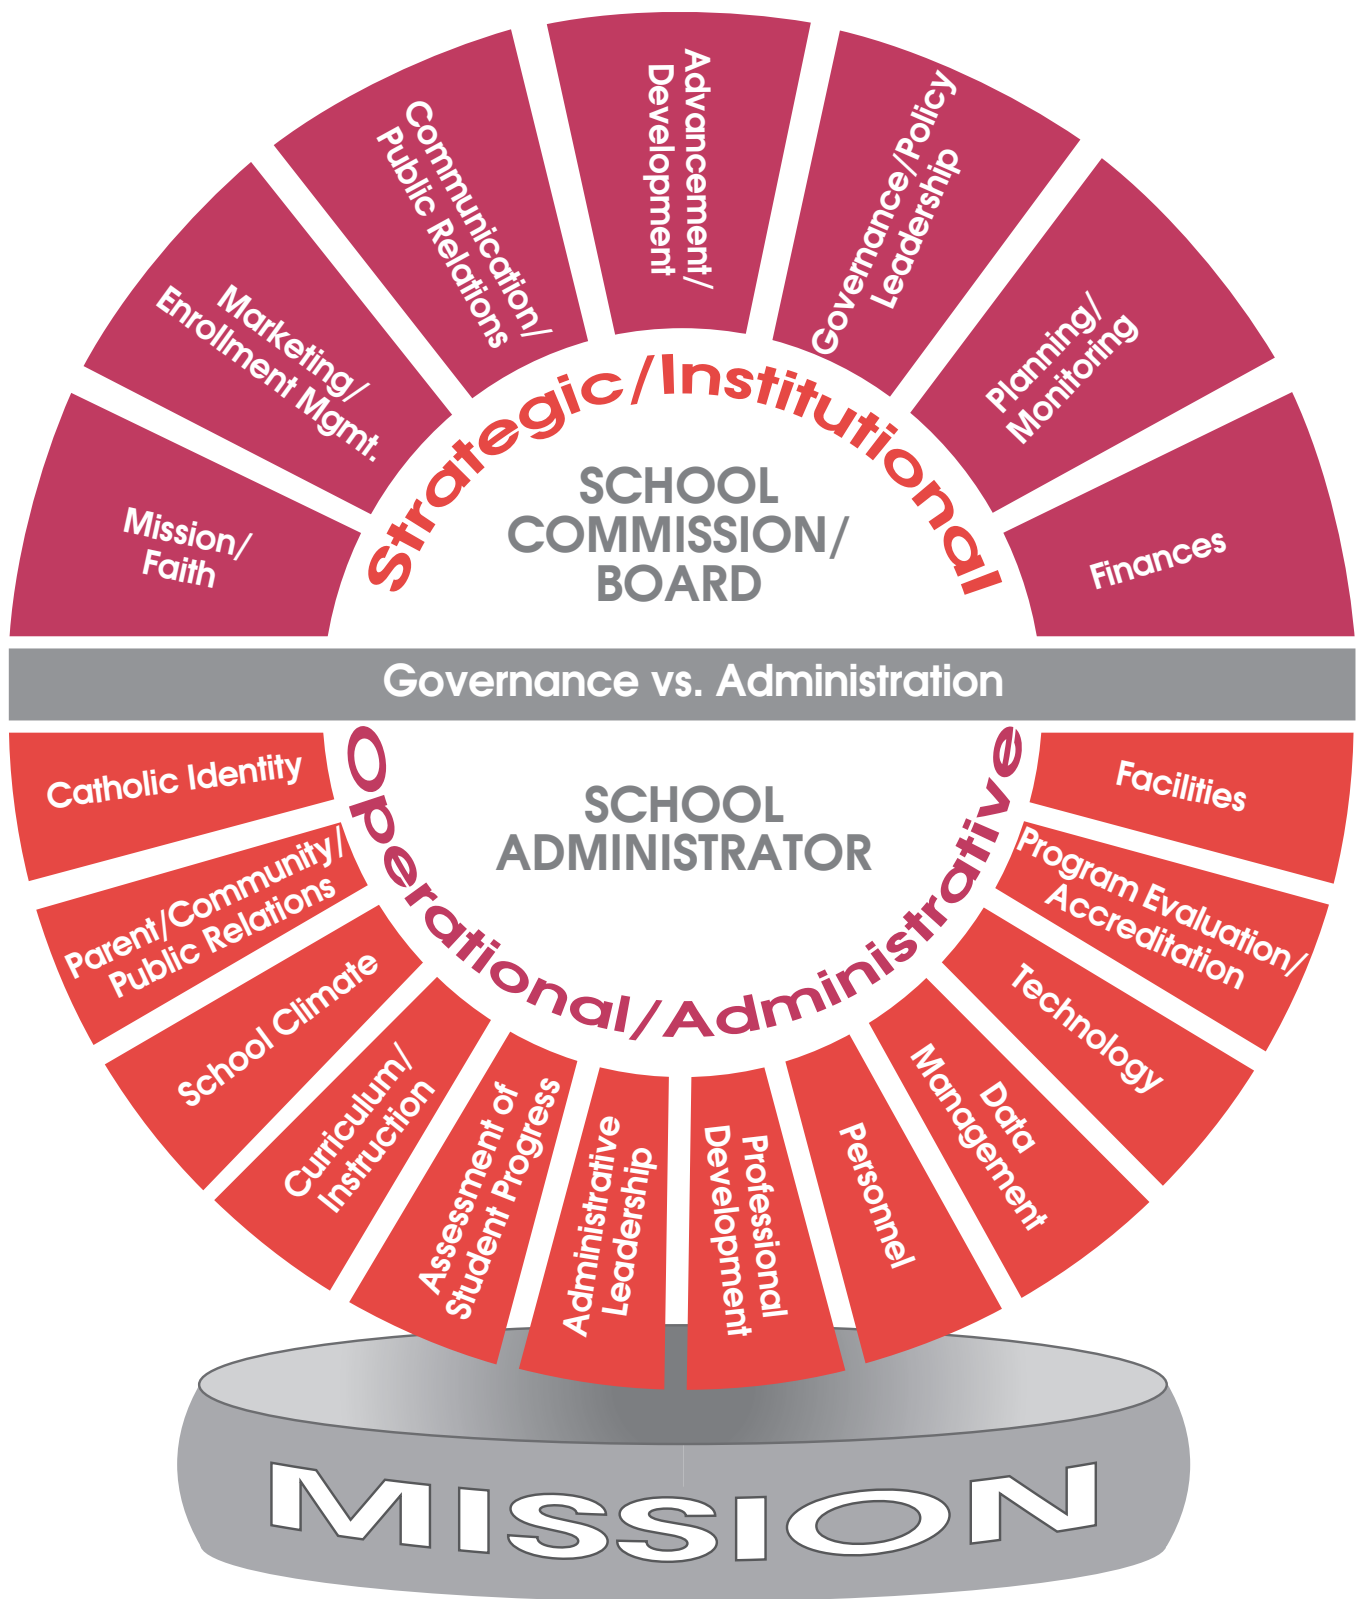 Mission/
Faith
Marketing/
Enrollment Mgmt.
Communication/
Public Relations
Advancement/
Development
Governance/Policy
Leadership
Planning/
Monitoring
Finances
Strategic/Institutional
SCHOOL
COMMISSION/
BOARD
Governance vs. Administration
SCHOOL
ADMINISTRATOR
Operational/Administrative
Catholic Identity
Parent/Community/
Public Relations
School Climate
Curriculum/
Instruction
Assessment of
Student Progress
Administrative
Leadership
Professional
Development
Personnel
Data
Management
Technology
Program Evaluation/
Accreditation
Facilities
MISSION